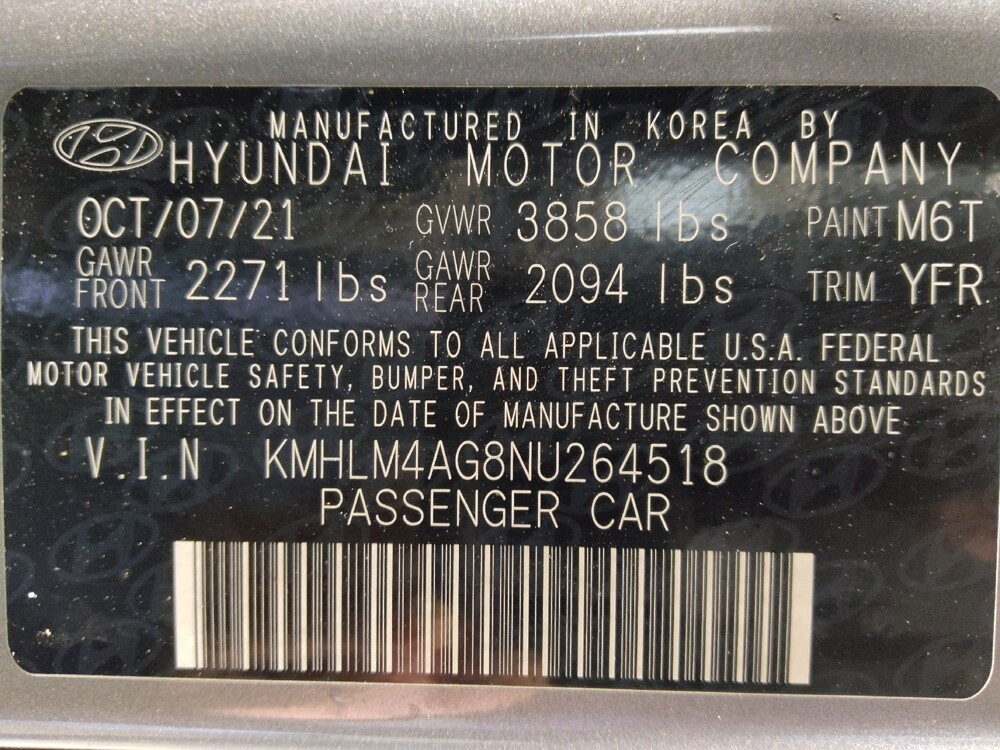 MANUFACTURED IN KOREA BY
HYUNDAI MOTOR COMPANY
OCT/07/21 GVWR 3858 lbs PAINT M6T
GAWR FRONT 2271 lbs GAWR REAR 2094 lbs TRIM YFR
THIS VEHICLE CONFORMS TO ALL APPLICABLE U.S.A. FEDERAL
MOTOR VEHICLE SAFETY, BUMPER, AND THEFT PREVENTION STANDARDS
IN EFFECT ON THE DATE OF MANUFACTURE SHOWN ABOVE
V.I.N KMHLM4AG8NU264518
PASSENGER CAR